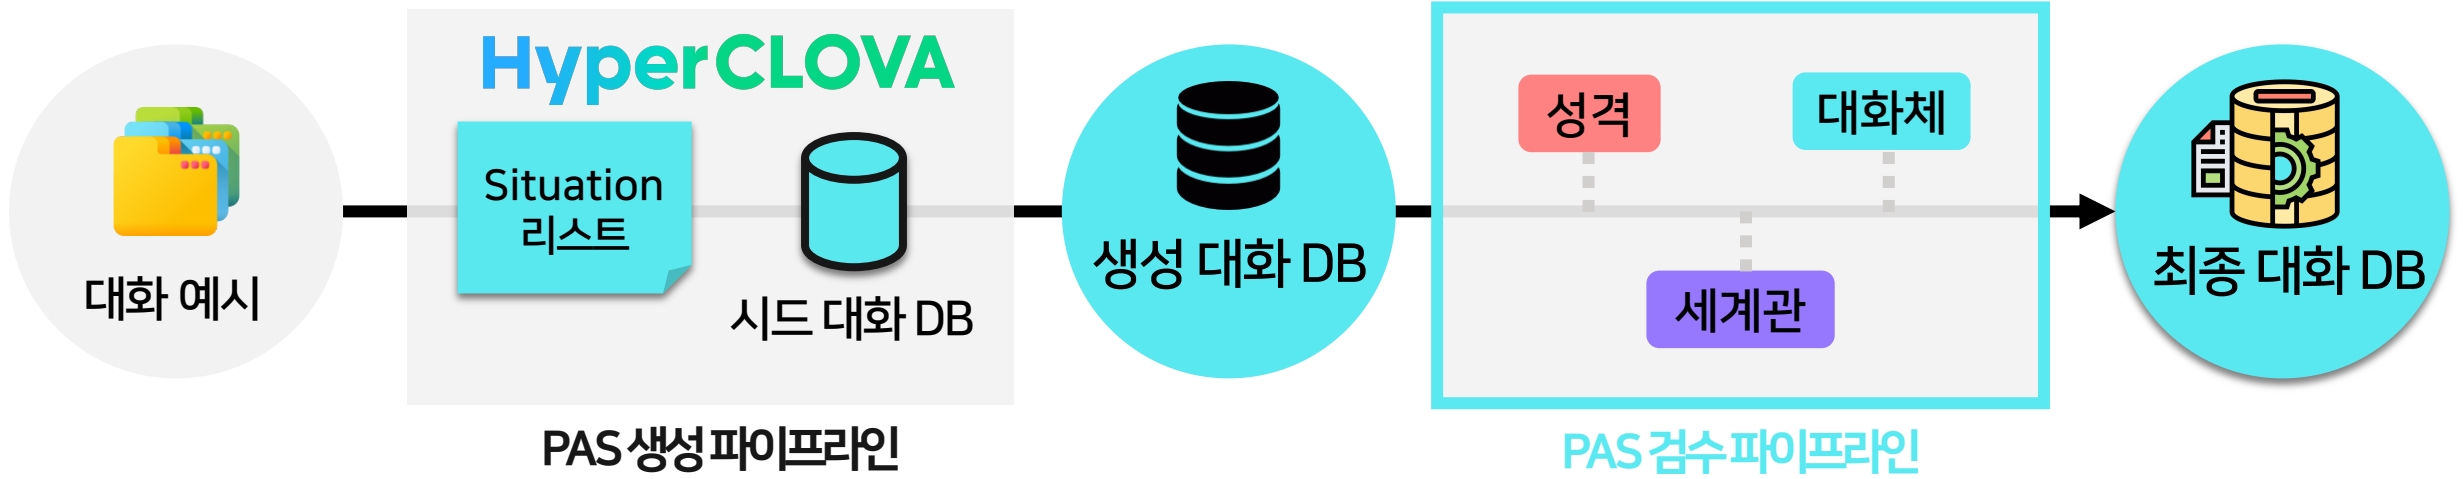 대화 예시
HyperCLOVA
Situation
리스트
시드 대화 DB
PAS 생성 파이프라인
생성 대화 DB
성격
대화체
세계관
PAS 검수 파이프라인
최종 대화 DB